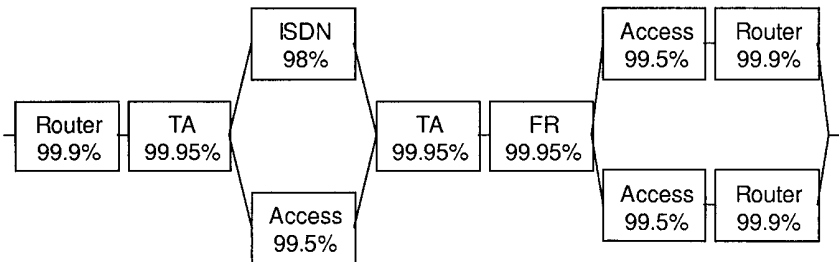 ISDN
98%
Access
99.5%
Router
99.9%
Router
99.9%
TA
99.95%
TA
99.95%
FR
99.95%
Access
99.5%
Access
99.5%
Router
99.9%